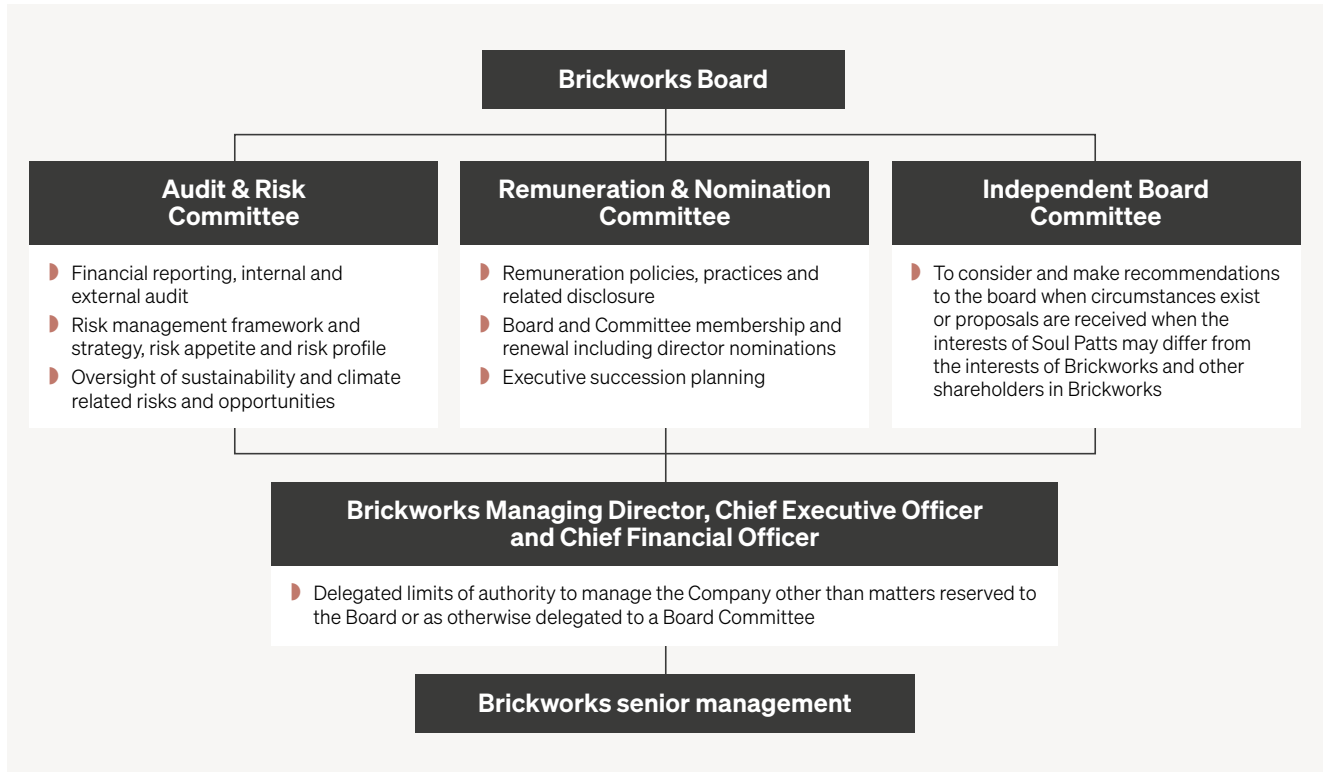 Brickworks Board
Audit & Risk
Committee
Financial reporting, internal and
external audit
Risk management framework and
strategy, risk appetite and risk profile
Oversight of sustainability and climate
related risks and opportunities
Remuneration & Nomination
Committee
Remuneration policies, practices and
related disclosure
Board and Committee membership and
renewal including director nominations
Executive succession planning
Independent Board
Committee
To consider and make recommendations
to the board when circumstances exist
or proposals are received when the
interests of Soul Patts may differ from
the interests of Brickworks and other
shareholders in Brickworks
Brickworks Managing Director, Chief Executive Officer
and Chief Financial Officer
Delegated limits of authority to manage the Company other than matters reserved to
the Board or as otherwise delegated to a Board Committee
Brickworks senior management